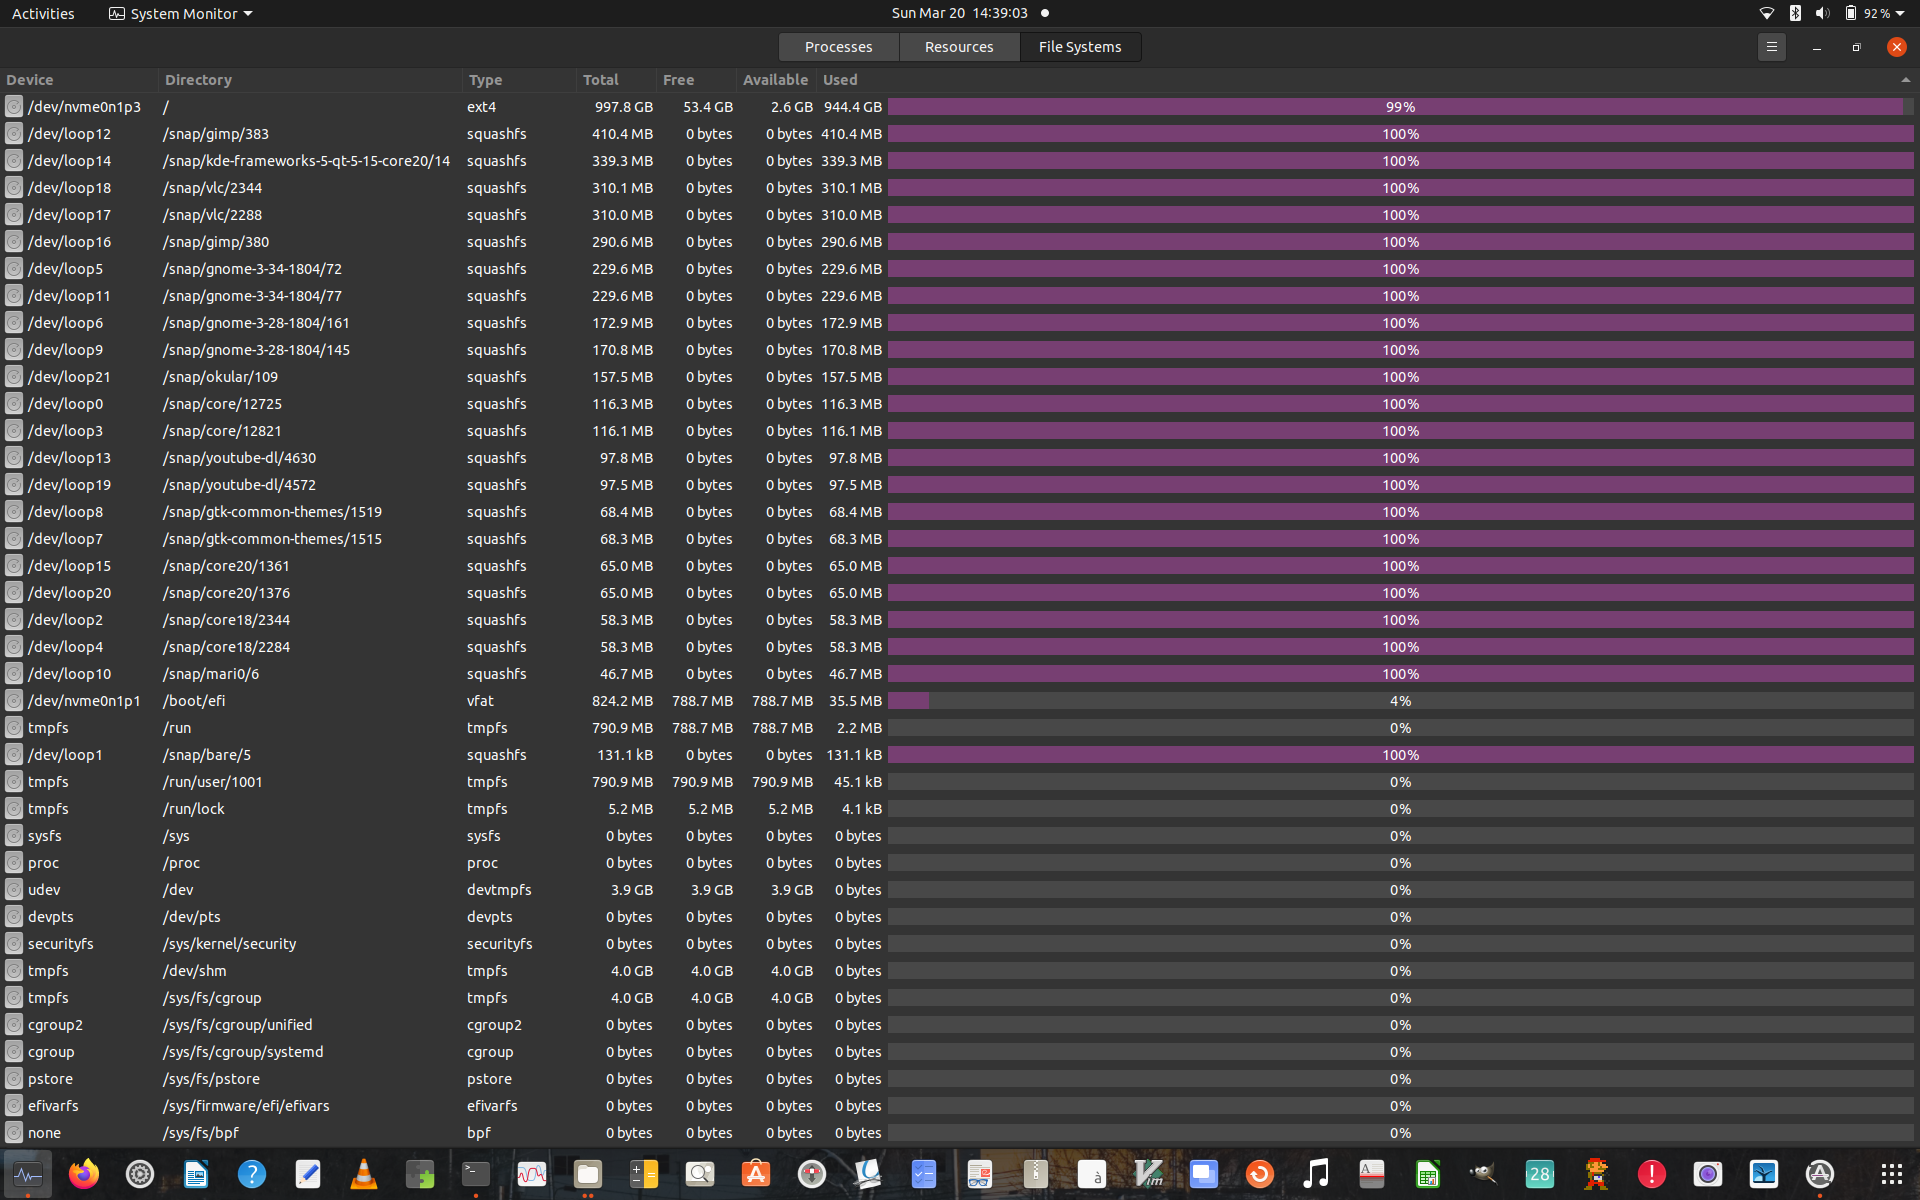 Activities System Monitor Sun Mar 20 14:39:03 92 %
Processes Resources File Systems
Device Directory Type Total Free Available Used
/dev/nvme0n1p3 / ext4 997.8 GB 53.4 GB 2.6 GB 944.4 GB 99%
/dev/loop12 /snap/gimp/383 squashfs 410.4 MB 0 bytes 0 bytes 410.4 MB 100%
/dev/loop14 /snap/kde-frameworks-5-qt-5-15-core20/14 squashfs 339.3 MB 0 bytes 0 bytes 339.3 MB 100%
/dev/loop18 /snap/vlc/2344 squashfs 310.1 MB 0 bytes 0 bytes 310.1 MB 100%
/dev/loop17 /snap/vlc/2288 squashfs 310.0 MB 0 bytes 0 bytes 310.0 MB 100%
/dev/loop16 /snap/gimp/380 squashfs 290.6 MB 0 bytes 0 bytes 290.6 MB 100%
/dev/loop5 /snap/gnome-3-34-1804/72 squashfs 229.6 MB 0 bytes 0 bytes 229.6 MB 100%
/dev/loop11 /snap/gnome-3-34-1804/77 squashfs 229.6 MB 0 bytes 0 bytes 229.6 MB 100%
/dev/loop6 /snap/gnome-3-28-1804/161 squashfs 172.9 MB 0 bytes 0 bytes 172.9 MB 100%
/dev/loop9 /snap/gnome-3-28-1804/145 squashfs 170.8 MB 0 bytes 0 bytes 170.8 MB 100%
/dev/loop21 /snap/okular/109 squashfs 157.5 MB 0 bytes 0 bytes 157.5 MB 100%
/dev/loop0 /snap/core/12725 squashfs 116.3 MB 0 bytes 0 bytes 116.3 MB 100%
/dev/loop3 /snap/core/12821 squashfs 116.1 MB 0 bytes 0 bytes 116.1 MB 100%
/dev/loop13 /snap/youtube-dl/4630 squashfs 97.8 MB 0 bytes 0 bytes 97.8 MB 100%
/dev/loop19 /snap/youtube-dl/4572 squashfs 97.5 MB 0 bytes 0 bytes 97.5 MB 100%
/dev/loop8 /snap/gtk-common-themes/1519 squashfs 68.4 MB 0 bytes 0 bytes 68.4 MB 100%
/dev/loop7 /snap/gtk-common-themes/1515 squashfs 68.3 MB 0 bytes 0 bytes 68.3 MB 100%
/dev/loop15 /snap/core20/1361 squashfs 65.0 MB 0 bytes 0 bytes 65.0 MB 100%
/dev/loop20 /snap/core20/1376 squashfs 65.0 MB 0 bytes 0 bytes 65.0 MB 100%
/dev/loop2 /snap/core18/2344 squashfs 58.3 MB 0 bytes 0 bytes 58.3 MB 100%
/dev/loop4 /snap/core18/2284 squashfs 58.3 MB 0 bytes 0 bytes 58.3 MB 100%
/dev/loop10 /snap/mari0/6 squashfs 46.7 MB 0 bytes 0 bytes 46.7 MB 100%
/dev/nvme0n1p1 /boot/efi vfat 824.2 MB 788.7 MB 788.7 MB 35.5 MB 4%
tmpfs /run tmpfs 790.9 MB 788.7 MB 788.7 MB 2.2 MB 0%
/dev/loop1 /snap/bare/5 squashfs 131.1 kB 0 bytes 0 bytes 131.1 kB 100%
tmpfs /run/user/1001 tmpfs 790.9 MB 790.9 MB 790.9 MB 45.1 kB 0%
tmpfs /run/lock tmpfs 5.2 MB 5.2 MB 5.2 MB 4.1 kB 0%
sysfs /sys sysfs 0 bytes 0 bytes 0 bytes 0 bytes 0%
proc /proc proc 0 bytes 0 bytes 0 bytes 0 bytes 0%
udev /dev devtmpfs 3.9 GB 3.9 GB 3.9 GB 0 bytes 0%
devpts /dev/pts devpts 0 bytes 0 bytes 0 bytes 0 bytes 0%
securityfs /sys/kernel/security securityfs 0 bytes 0 bytes 0 bytes 0 bytes 0%
tmpfs /dev/shm tmpfs 4.0 GB 4.0 GB 4.0 GB 0 bytes 0%
tmpfs /sys/fs/cgroup tmpfs 4.0 GB 4.0 GB 4.0 GB 0 bytes 0%
cgroup2 /sys/fs/cgroup/unified cgroup2 0 bytes 0 bytes 0 bytes 0 bytes 0%
cgroup /sys/fs/cgroup/systemd cgroup 0 bytes 0 bytes 0 bytes 0 bytes 0%
pstore /sys/fs/pstore pstore 0 bytes 0 bytes 0 bytes 0 bytes 0%
efivarfs /sys/firmware/efi/efivars efivarfs 0 bytes 0 bytes 0 bytes 0 bytes 0%
none /sys/fs/bpf bpf 0 bytes 0 bytes 0 bytes 0 bytes 0%
? >_ à Vim A 28 !